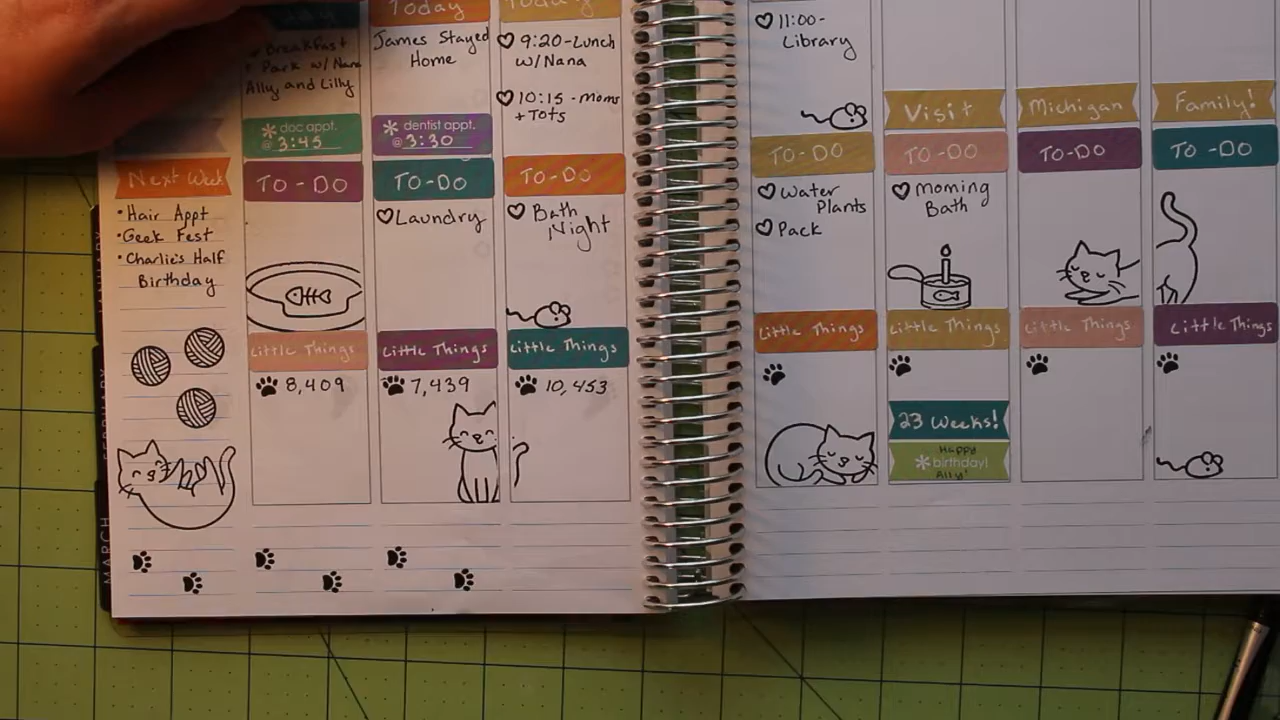 Today
Today
Breakfast
Park w/ Nana
Ally, and Lilly
James Stayed
Home
9:20-Lunch
w/Nana
10:15 - Moms
+ Tots
11:00-
Library
doc appt.
@ 3:45
dentist appt.
@ 3:30
Visit
Michigan
Family!
Next Week
TO-DO
TO-DO
TO-DO
TO-DO
TO-DO
TO-DO
TO-DO
•Hair Appt
•Geek Fest
•Charlie's Half
Birthday
Laundry
Bath
Night
Water
Plants
Pack
Morning
Bath
Little Things
Little Things
Little Things
Little Things
Little Things
Little Things
Little Things
8,409
7,439
10,453
23 Weeks!
Happy
birthday!
Ally!
MARCH
FEBRUARY
JANUARY